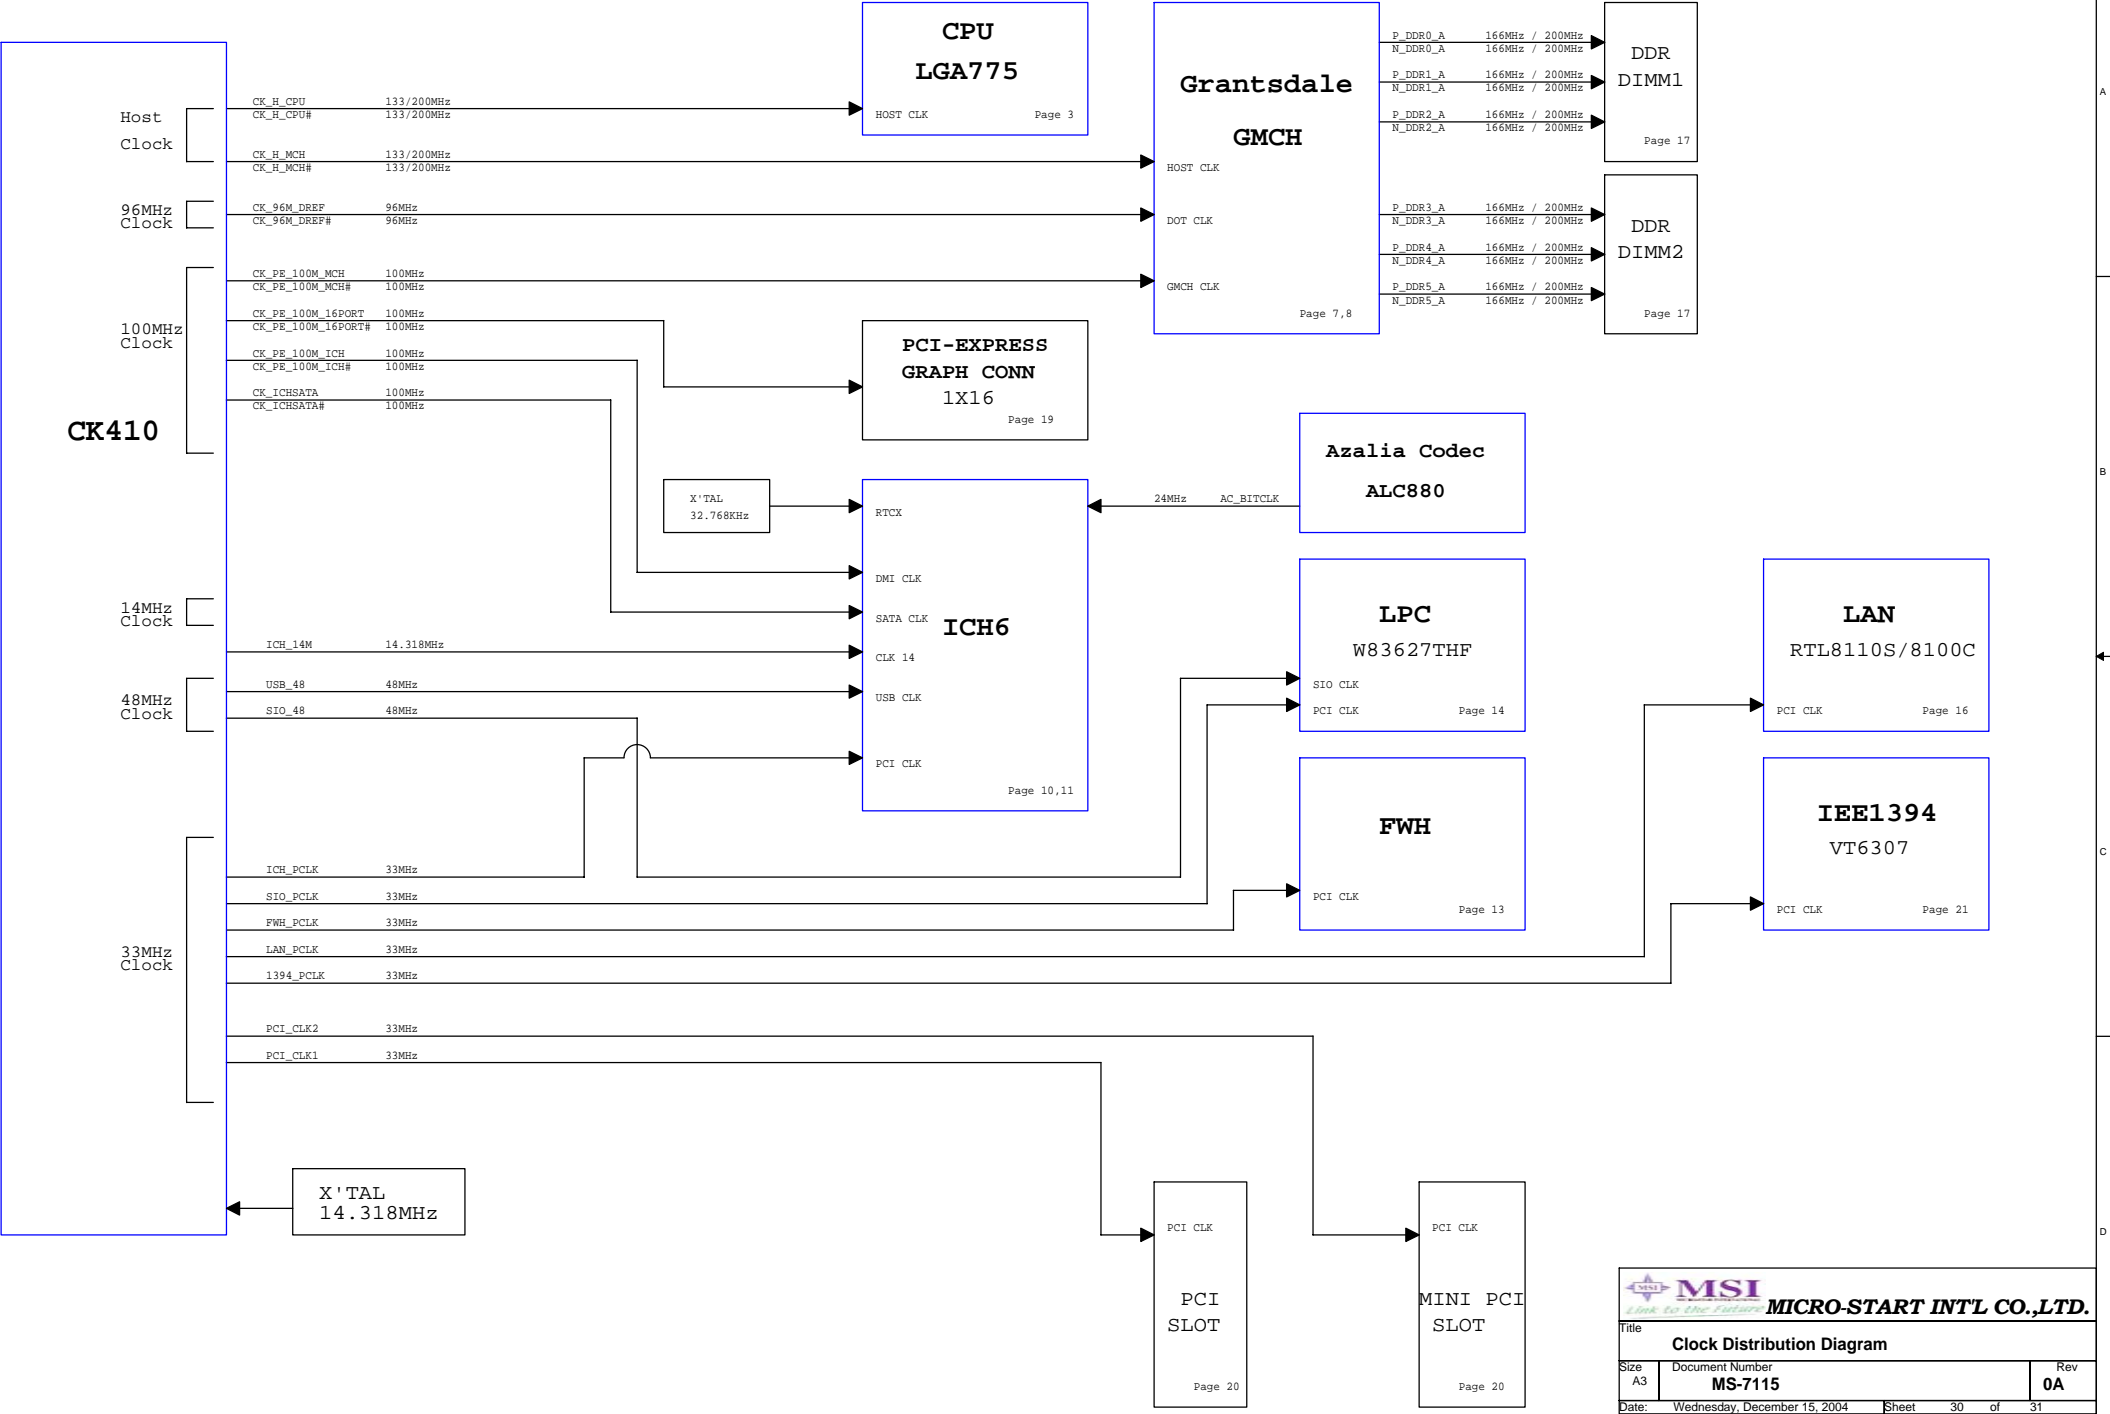 CK410
Host
Clock
96MHz
Clock
100MHz
Clock
14MHz
Clock
48MHz
Clock
33MHz
Clock
CK_H_CPU 133/200MHz
CK_H_CPU# 133/200MHz
CK_H_MCH 133/200MHz
CK_H_MCH# 133/200MHz
CK_96M_DREF 96MHz
CK_96M_DREF# 96MHz
CK_PE_100M_MCH 100MHz
CK_PE_100M_MCH# 100MHz
CK_PE_100M_16PORT 100MHz
CK_PE_100M_16PORT# 100MHz
CK_PE_100M_ICH 100MHz
CK_PE_100M_ICH# 100MHz
CK_ICHSATA 100MHz
CK_ICHSATA# 100MHz
ICH_14M 14.318MHz
USB_48 48MHz
SIO_48 48MHz
ICH_PCLK 33MHz
SIO_PCLK 33MHz
FWH_PCLK 33MHz
LAN_PCLK 33MHz
1394_PCLK 33MHz
PCI_CLK2 33MHz
PCI_CLK1 33MHz
X'TAL
14.318MHz
CPU
LGA775
HOST CLK Page 3
Grantsdale
GMCH
HOST CLK
DOT CLK
GMCH CLK
Page 7,8
P_DDR0_A 166MHz / 200MHz
N_DDR0_A 166MHz / 200MHz
P_DDR1_A 166MHz / 200MHz
N_DDR1_A 166MHz / 200MHz
P_DDR2_A 166MHz / 200MHz
N_DDR2_A 166MHz / 200MHz
P_DDR3_A 166MHz / 200MHz
N_DDR3_A 166MHz / 200MHz
P_DDR4_A 166MHz / 200MHz
N_DDR4_A 166MHz / 200MHz
P_DDR5_A 166MHz / 200MHz
N_DDR5_A 166MHz / 200MHz
DDR
DIMM1
Page 17
DDR
DIMM2
Page 17
PCI-EXPRESS
GRAPH CONN
1X16
Page 19
X'TAL
32.768KHz
RTCX
DMI CLK
SATA CLK
ICH6
CLK 14
USB CLK
PCI CLK
Page 10,11
24MHz AC_BITCLK
Azalia Codec
ALC880
LPC
W83627THF
SIO CLK
PCI CLK Page 14
FWH
PCI CLK
Page 13
LAN
RTL8110S/8100C
PCI CLK Page 16
IEE1394
VT6307
PCI CLK Page 21
PCI CLK
PCI
SLOT
Page 20
PCI CLK
MINI PCI
SLOT
Page 20
A
B
C
D
MSI
MSI
Link to the Future
MICRO-START INT'L CO.,LTD.
Title
Clock Distribution Diagram
Size Document Number Rev
A3 MS-7115 0A
Date: Wednesday, December 15, 2004 Sheet 30 of 31